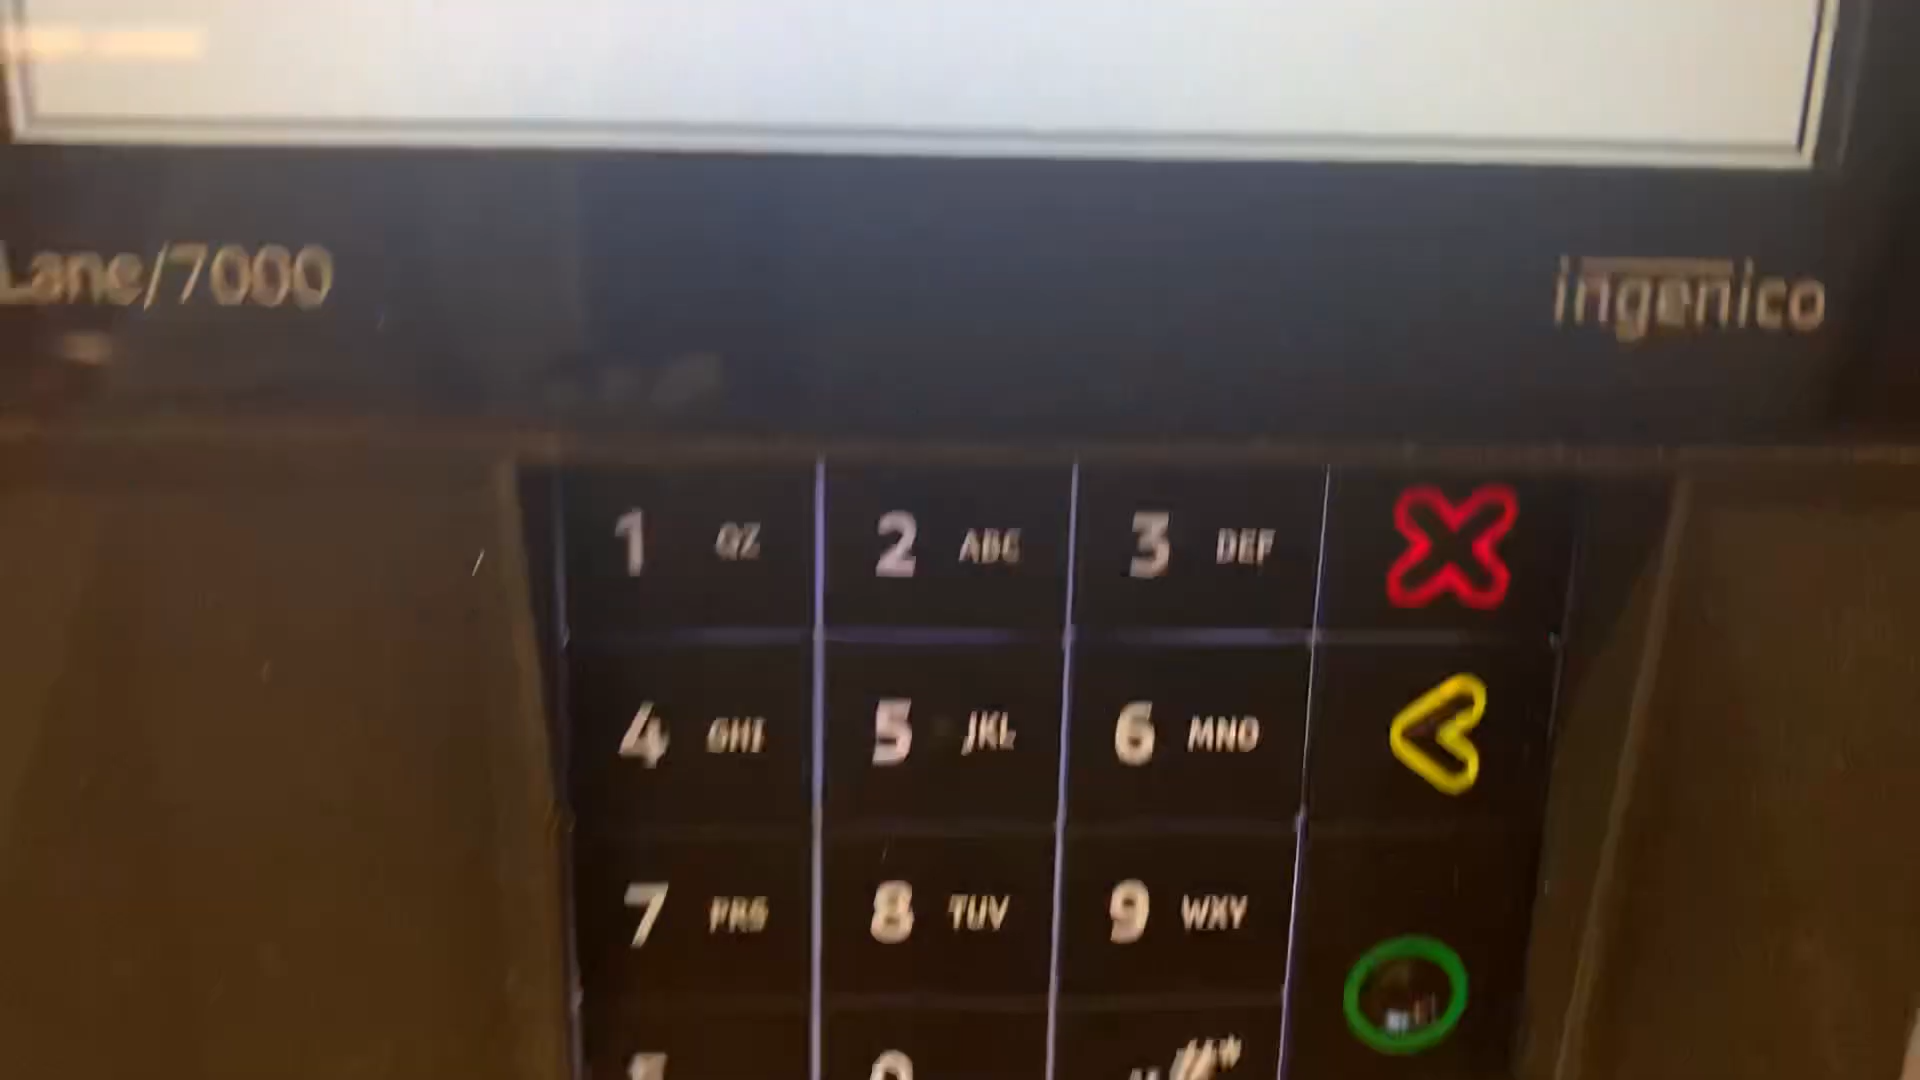 Lane/7000
ingenico
1 QZ 2 ABC 3 DEF
4 GHI 5 JKL 6 MNO
7 PRS 8 TUV 9 WXY
0 #*